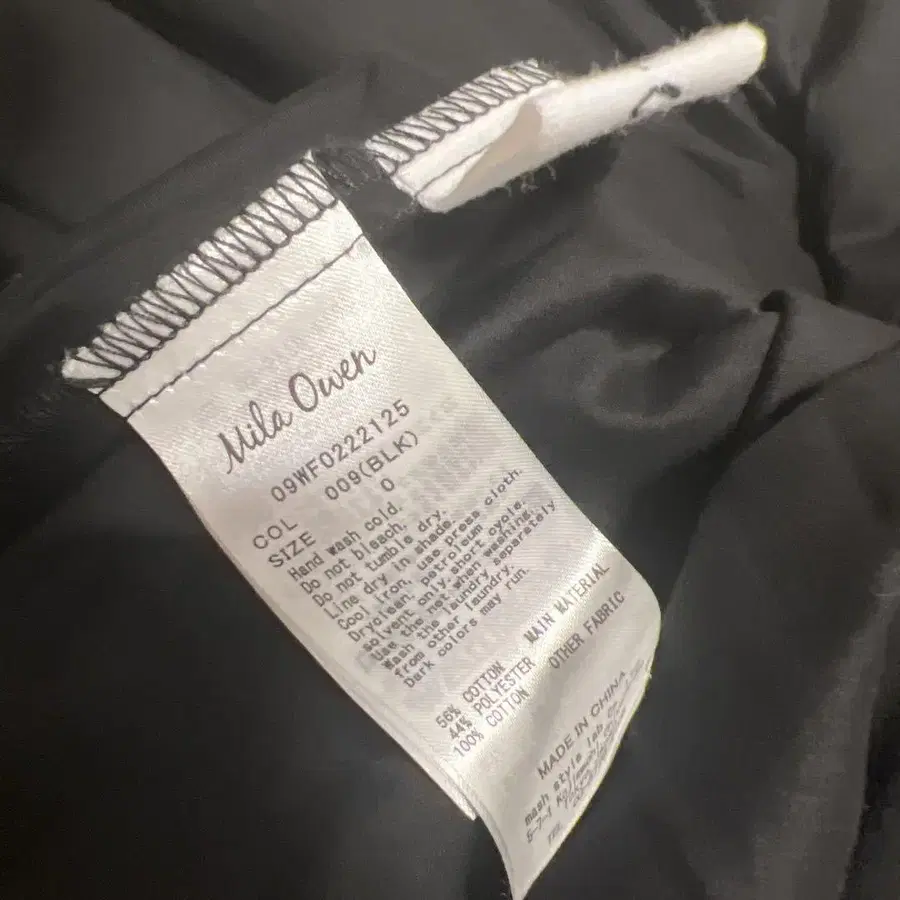 Mila Owen
09WF0222125
COL 009(BLK)
SIZE 0
Hand wash cold.
Do not bleach.
Do not tumble dry.
Line dry in shade.
Cool iron, use press cloth.
Dryclean, petroleum
solvent only.short cycle.
Use the net when washing.
Wash the laundry separately
from other laundry.
Dark colors may run.
56% COTTON MAIN MATERIAL
44% POLYESTER
100% COTTON OTHER FABRIC
MADE IN CHINA
mash style lab